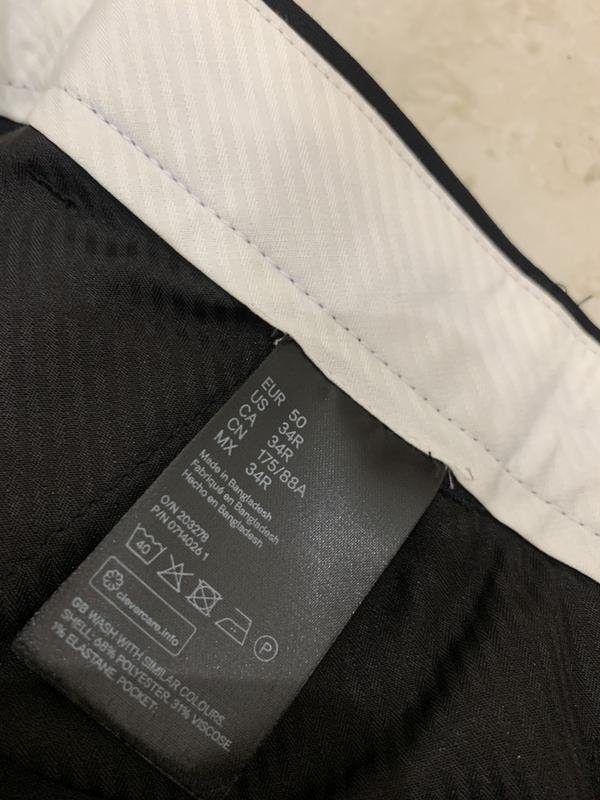 EUR 50
US 34R
CA 34R
CN 175/88A
MX 34R
Made in Bangladesh
Fabriqué en Bangladesh
Hecho en Bangladesh
O/N 203278
P/N 0714026 1
40 P
clevercare.info
GB WASH WITH SIMILAR COLOURS.
SHELL: 68% POLYESTER, 31% VISCOSE,
1% ELASTANE. POCKET: